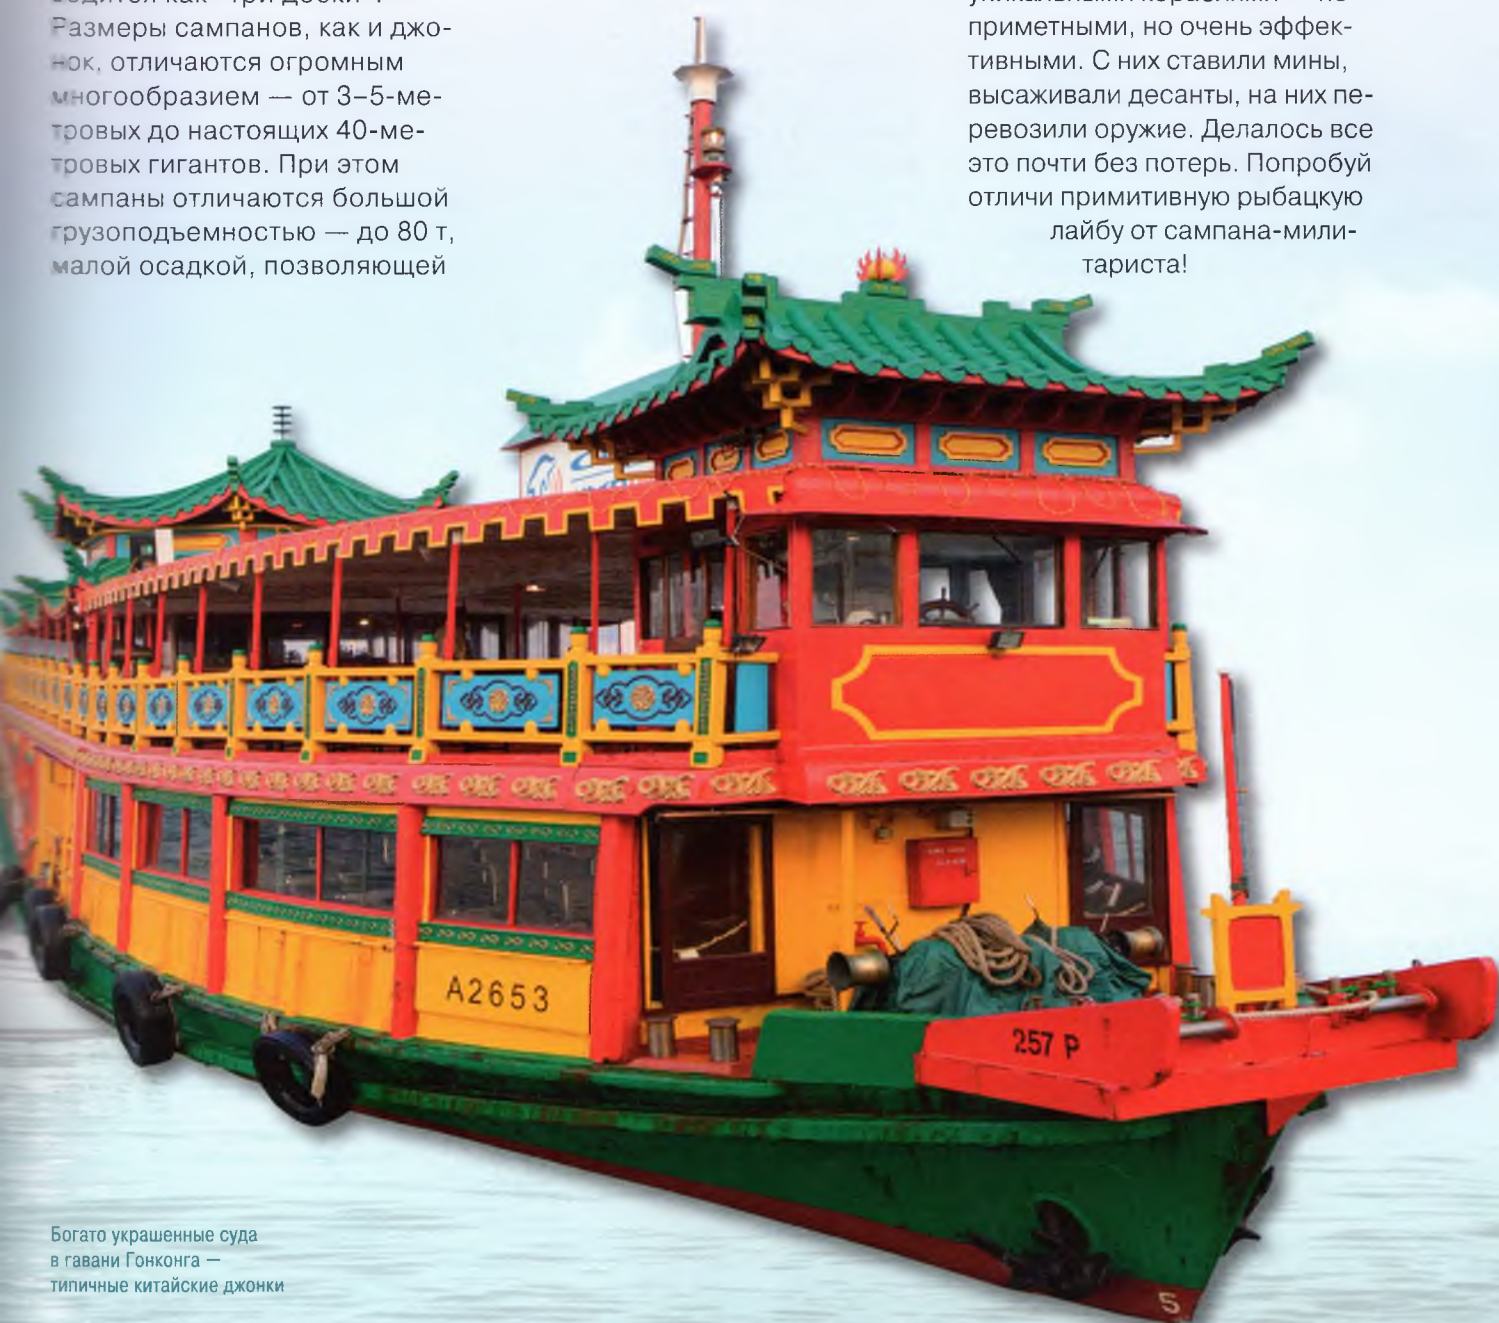 Размеры сампанов, как и джо-
нок, отличаются огромным
многообразием — от 3–5-ме-
тровых до настоящих 40-ме-
тровых гигантов. При этом
сампаны отличаются большой
грузоподъемностью — до 80 т,
малой осадкой, позволяющей
приметными, но очень эффек-
тивными. С них ставили мины,
высаживали десанты, на них пе-
ревозили оружие. Делалось все
это почти без потерь. Попробуй
отличи примитивную рыбацкую
лайбу от сампана-мили-
тариста!
A2653
257 P
5
Богато украшенные суда
в гавани Гонконга —
типичные китайские джонки